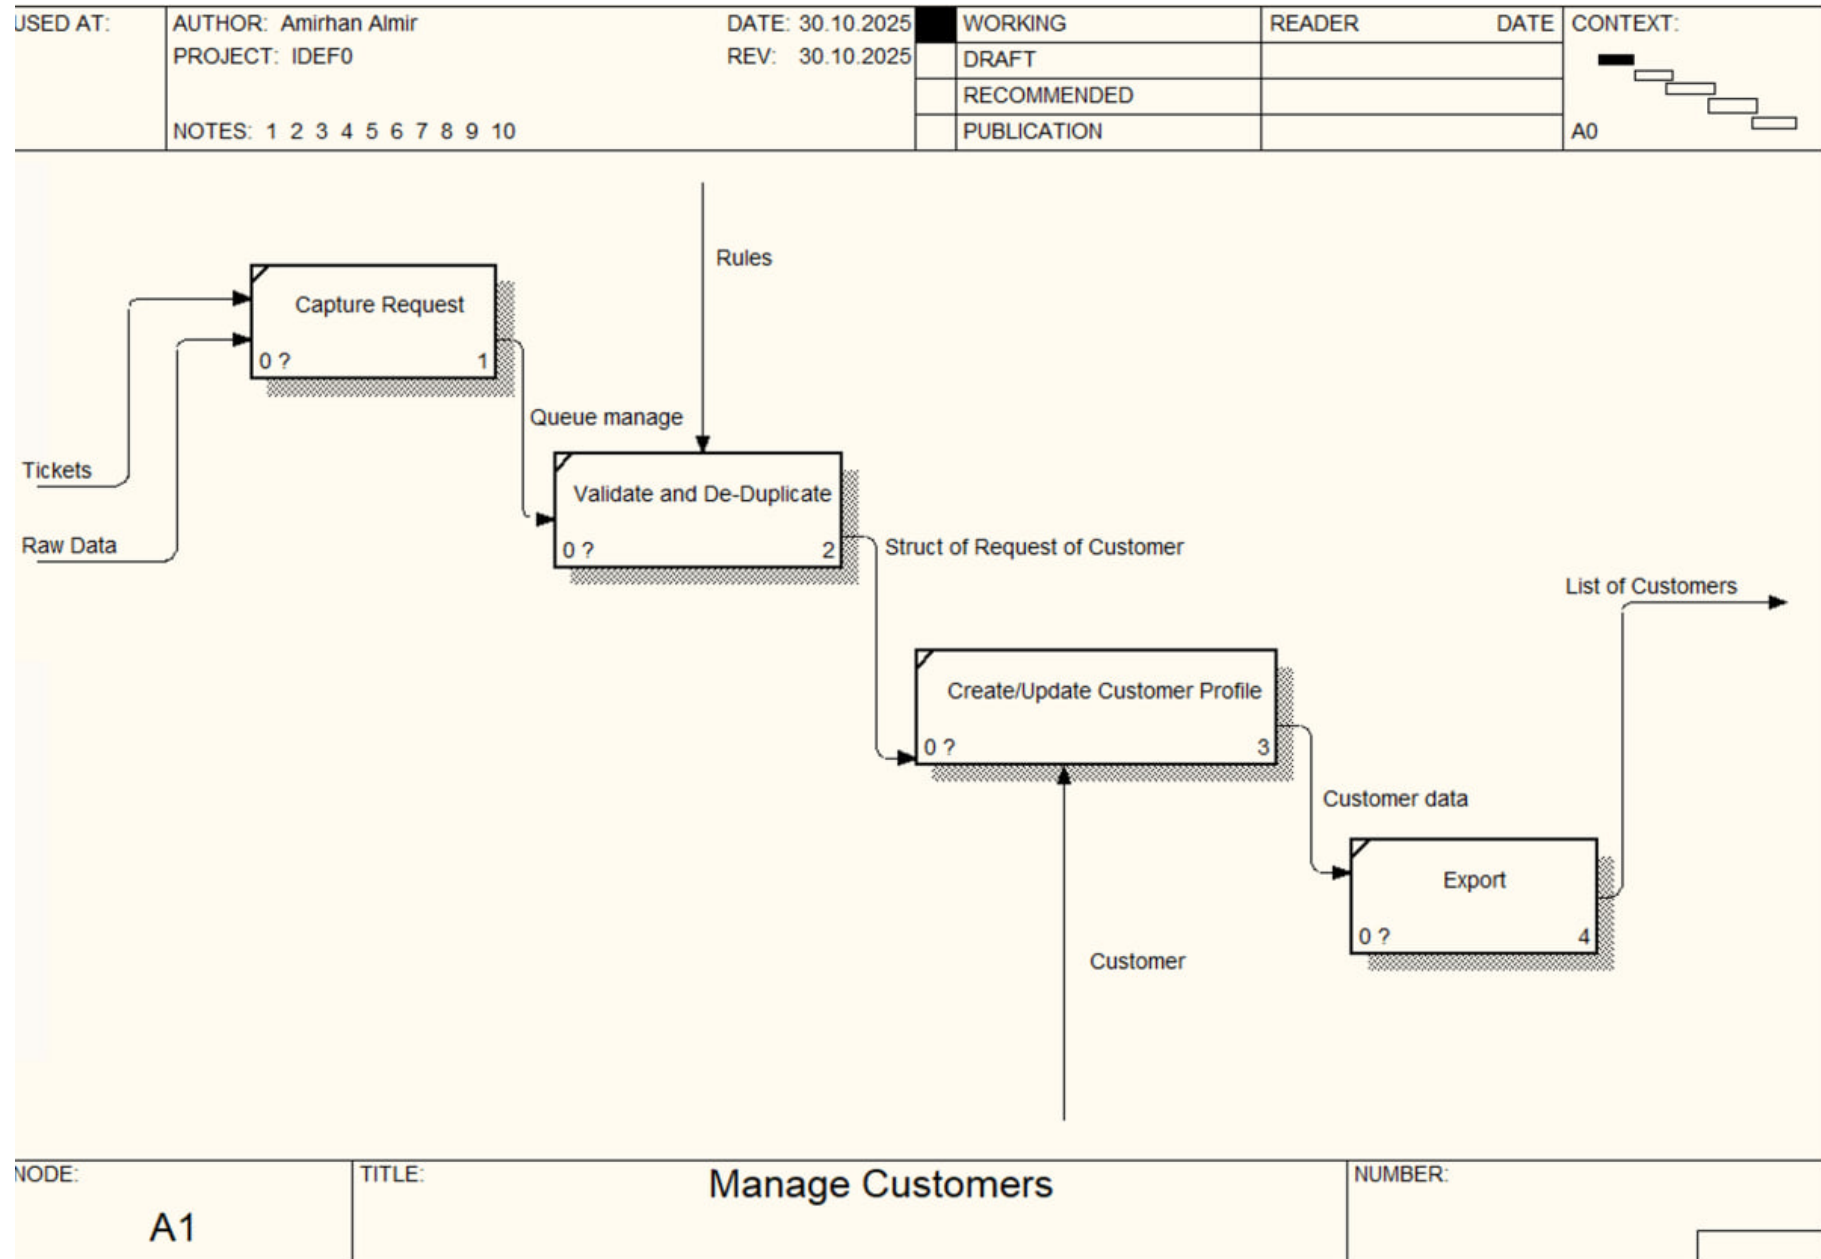 USED AT:
AUTHOR: Amirhan Almir
DATE: 30.10.2025
PROJECT: IDEF0
REV: 30.10.2025
NOTES: 1 2 3 4 5 6 7 8 9 10
WORKING
DRAFT
RECOMMENDED
PUBLICATION
READER
DATE
CONTEXT:
A0
Rules
Capture Request
0 ?
1
Queue manage
Tickets
Raw Data
Validate and De-Duplicate
0 ?
2
Struct of Request of Customer
List of Customers
Create/Update Customer Profile
0 ?
3
Customer data
Export
0 ?
4
Customer
NODE:
A1
TITLE:
Manage Customers
NUMBER: